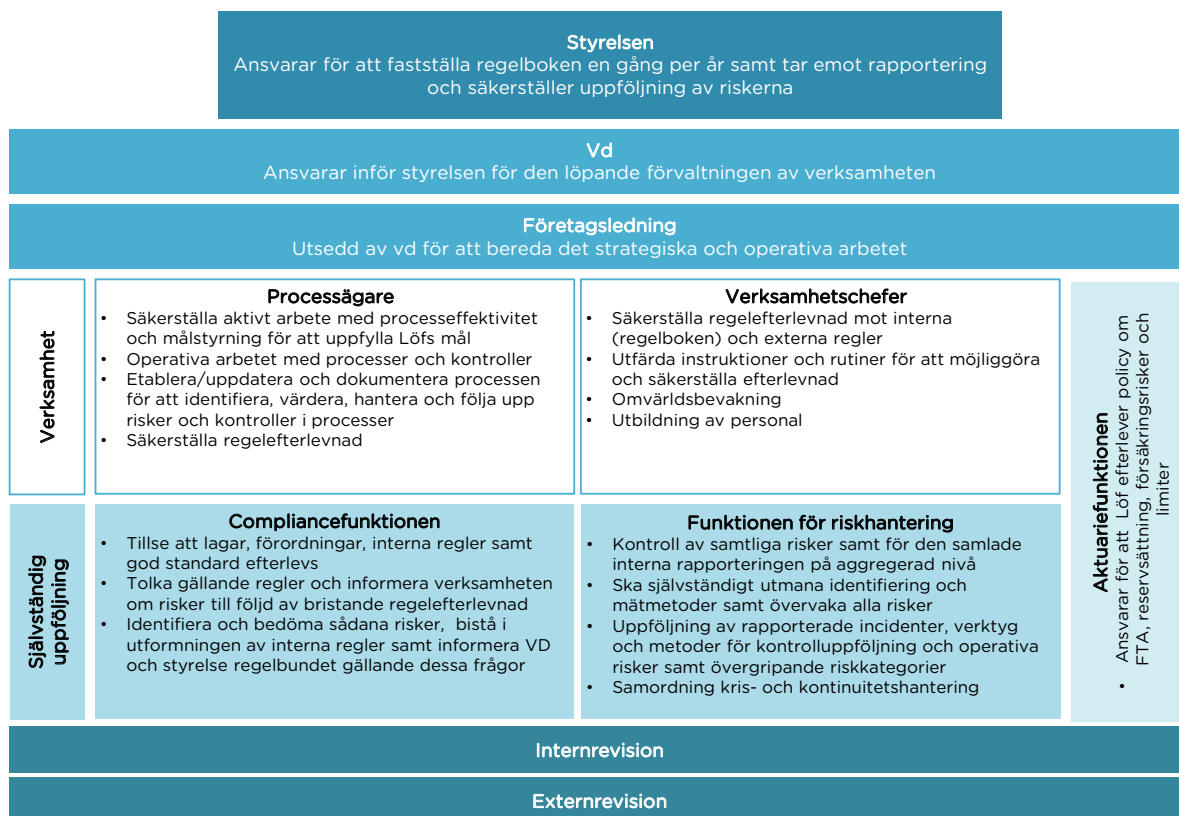 Styrelsen
Ansvarar för att fastställa regelboken en gång per år samt tar emot rapportering
och säkerställer uppföljning av riskerna
Vd
Ansvarar inför styrelsen för den löpande förvaltningen av verksamheten
Företagsledning
Utsedd av vd för att bereda det strategiska och operativa arbetet
Verksamhet
Processägare
• Säkerställa aktivt arbete med processeffektivitet
och målstyrning för att uppfylla Löfs mål
• Operativa arbetet med processer och kontroller
• Etablera/uppdatera och dokumentera processen
för att identifiera, värdera, hantera och följa upp
risker och kontroller i processer
• Säkerställa regelefterlevnad
Verksamhetschefer
• Säkerställa regelefterlevnad mot interna
(regelboken) och externa regler
• Utfärda instruktioner och rutiner för att möjliggöra
och säkerställa efterlevnad
• Omvärldsbevakning
• Utbildning av personal
Självständig
uppföljning
Compliancefunktionen
• Tillse att lagar, förordningar, interna regler samt
god standard efterlevs
• Tolka gällande regler och informera verksamheten
om risker till följd av bristande regelefterlevnad
• Identifiera och bedöma sådana risker, bistå i
utformningen av interna regler samt informera VD
och styrelse regelbundet gällande dessa frågor
Funktionen för riskhantering
• Kontroll av samtliga risker samt för den samlade
interna rapporteringen på aggregerad nivå
• Ska självständigt utmana identifiering och
mätmetoder samt övervaka alla risker
• Uppföljning av rapporterade incidenter, verktyg
och metoder för kontrolluppföljning och operativa
risker samt övergripande riskkategorier
• Samordning kris- och kontinuitetshantering
Aktuariefunktionen
• Ansvarar för att Löf efterlever policy om
FTA, reservsättning, försäkringsrisker och
limiter
Internrevision
Externrevision